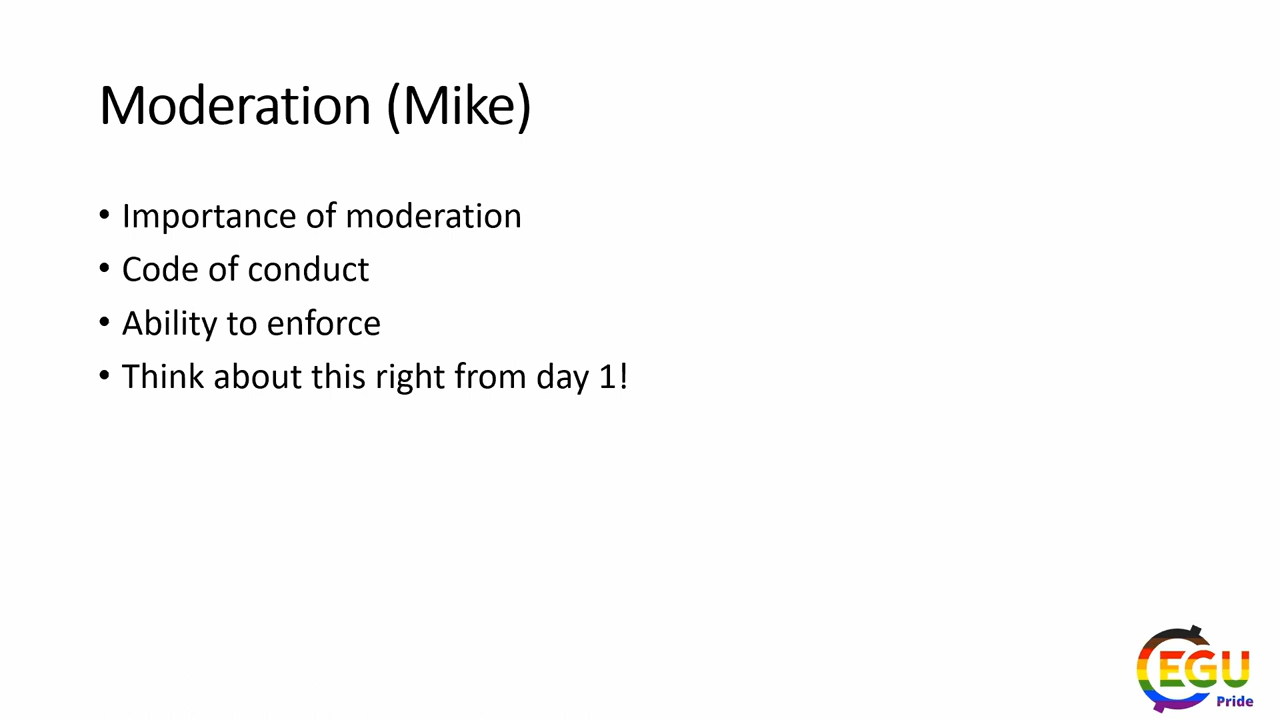 Moderation (Mike)
• Importance of moderation
• Code of conduct
• Ability to enforce
• Think about this right from day 1!
EGU
Pride